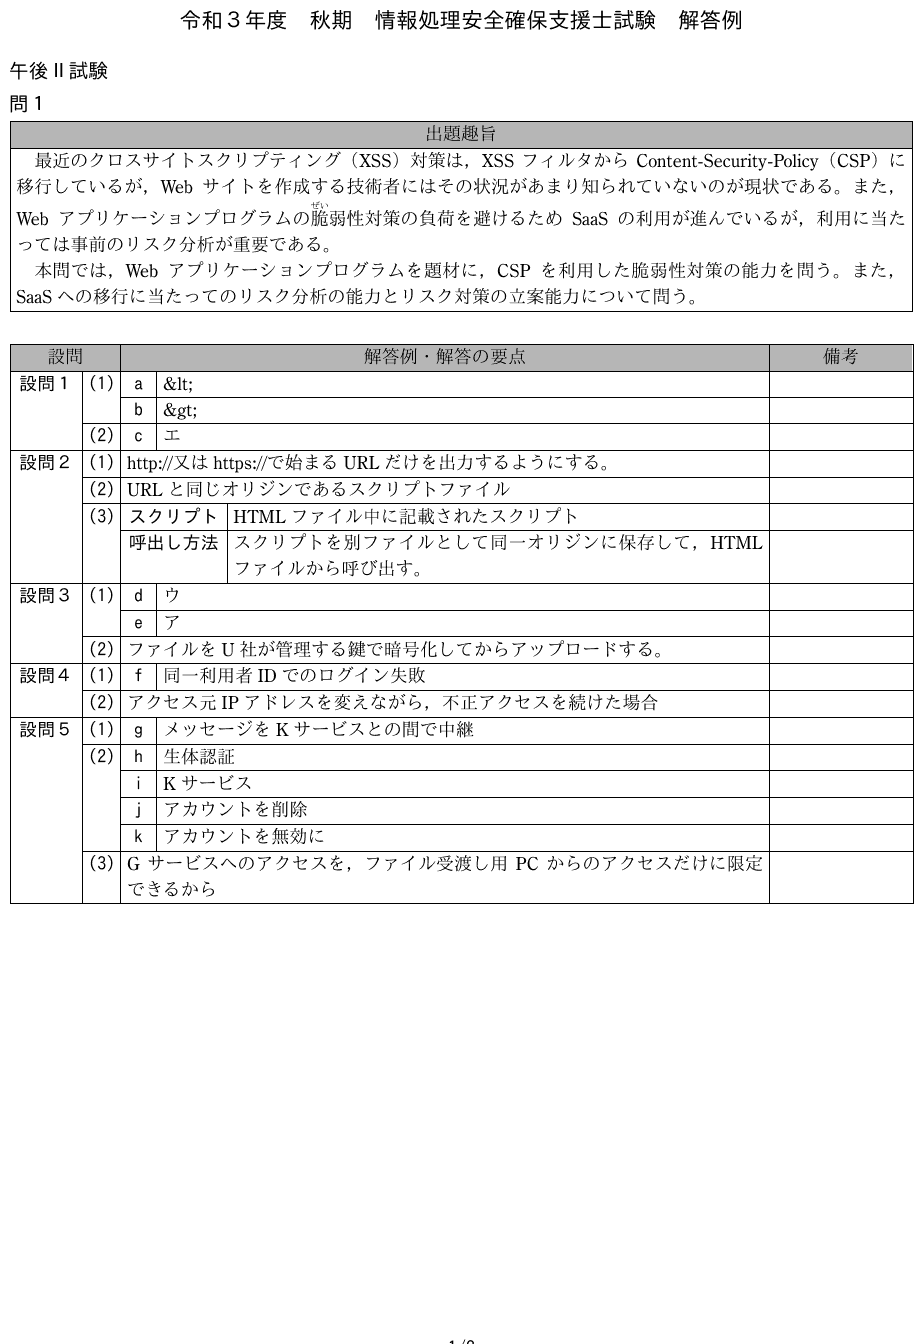 令和３年度　秋期　情報処理安全確保支援士試験　解答例
午後Ⅱ試験
問１
出題趣旨
最近のクロスサイトスクリプティング（XSS）対策は，XSS フィルタから Content-Security-Policy（CSP）に
移行しているが，Web サイトを作成する技術者にはその状況があまり知られていないのが現状である。また，
ぜい
Web アプリケーションプログラムの脆弱性対策の負荷を避けるため SaaS の利用が進んでいるが，利用に当た
っては事前のリスク分析が重要である。
本問では，Web アプリケーションプログラムを題材に，CSP を利用した脆弱性対策の能力を問う。また，
SaaS への移行に当たってのリスク分析の能力とリスク対策の立案能力について問う。
設問 解答例・解答の要点 備考
設問１ (1) a &lt;
b &gt;
(2) c エ
設問２ (1) http://又は https://で始まる URL だけを出力するようにする。
(2) URL と同じオリジンであるスクリプトファイル
(3) スクリプト HTML ファイル中に記載されたスクリプト
呼出し方法 スクリプトを別ファイルとして同一オリジンに保存して，HTML
ファイルから呼び出す。
設問３ (1) d ウ
e ア
(2) ファイルを U 社が管理する鍵で暗号化してからアップロードする。
設問４ (1) f 同一利用者 ID でのログイン失敗
(2) アクセス元 IP アドレスを変えながら，不正アクセスを続けた場合
設問５ (1) g メッセージを K サービスとの間で中継
(2) h 生体認証
i K サービス
j アカウントを削除
k アカウントを無効に
(3) G サービスへのアクセスを，ファイル受渡し用 PC からのアクセスだけに限定
できるから